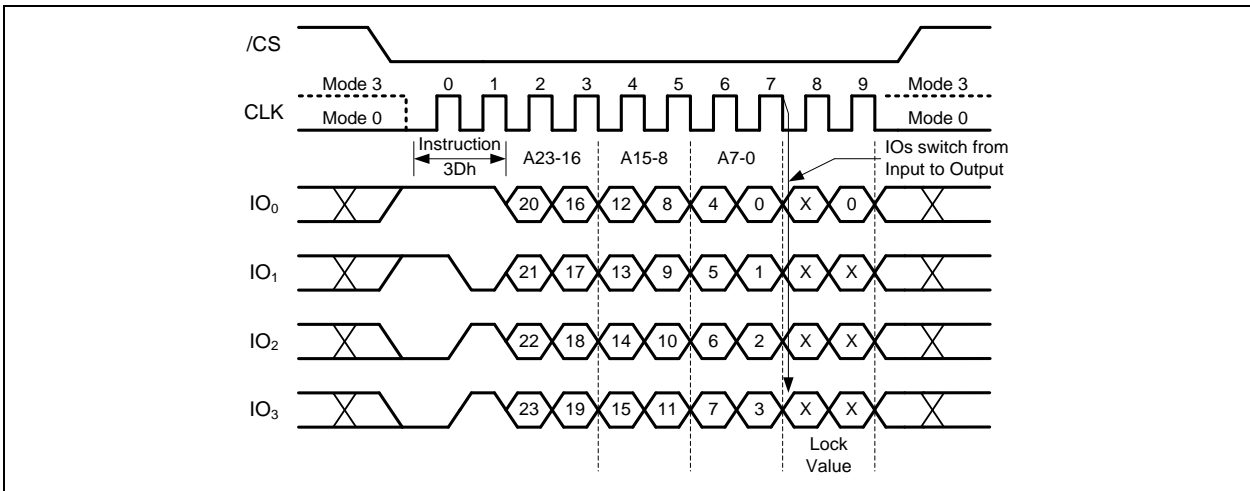 /CS
Mode 3 0 1 2 3 4 5 6 7 8 9 Mode 3
CLK
Mode 0 Mode 0
Instruction
3Dh
A23-16 A15-8 A7-0
IOs switch from
Input to Output
IO0 20 16 12 8 4 0 X 0
IO1 21 17 13 9 5 1 X X
IO2 22 18 14 10 6 2 X X
IO3 23 19 15 11 7 3 X X
Lock
Value